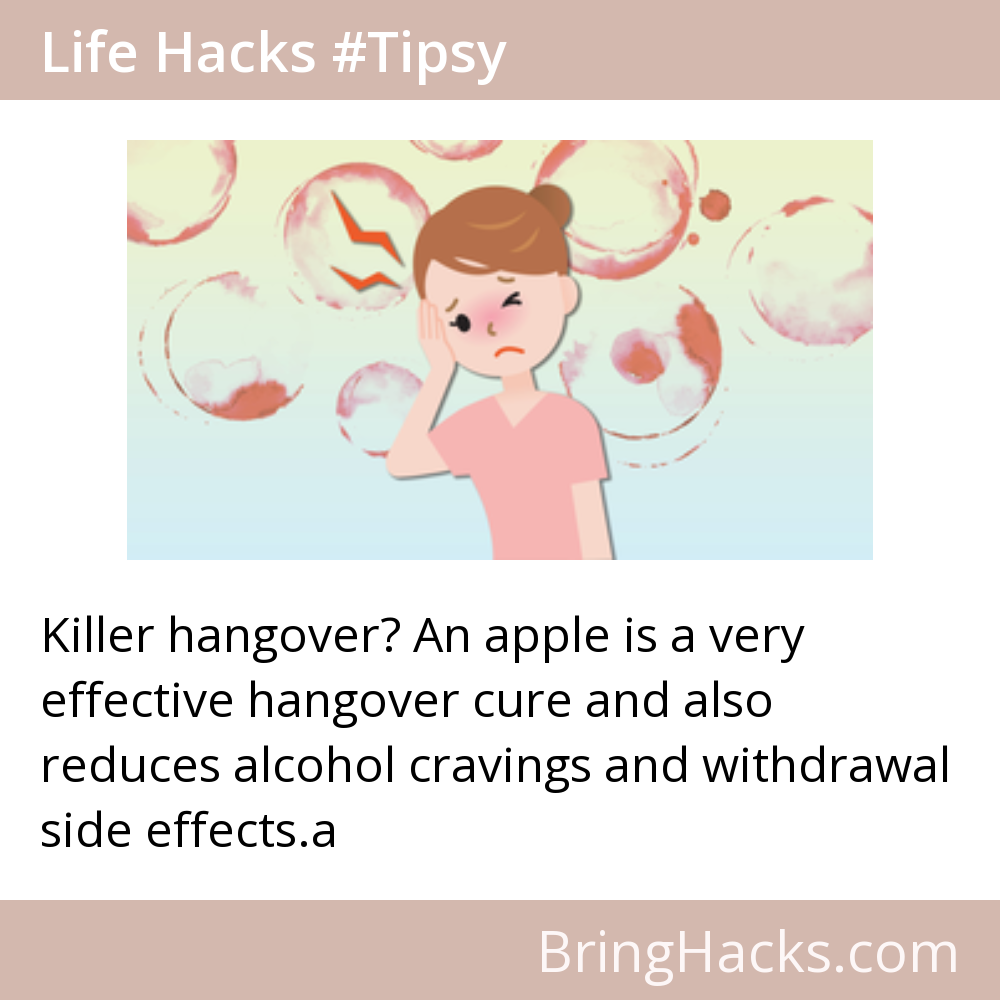 Life Hacks #Tipsy
Killer hangover? An apple is a very
effective hangover cure and also
reduces alcohol cravings and withdrawal
side effects.a
BringHacks.com